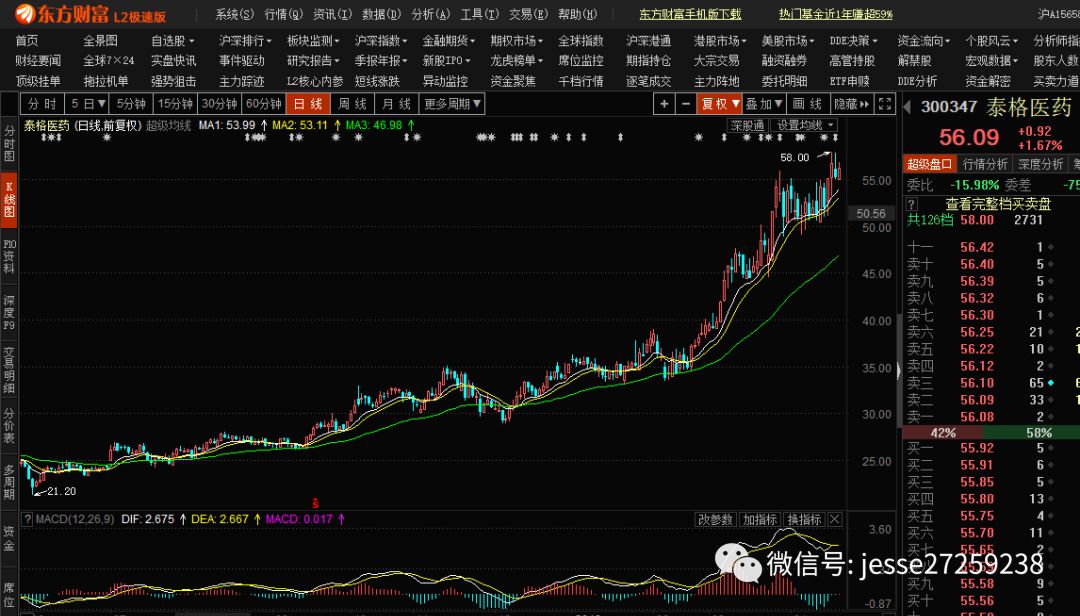 东方财富 L2极速版 系统(S) 行情(Q) 资讯(I) 数据(D) 分析(A) 工具(T) 交易(E) 帮助(H) 东方财富手机版下载 热门基金近1年赚超59%
首页 全景图 自选股 沪深排行 板块监测 沪深指数 金融期货 期权市场 全球指数 沪深港通 港股市场 美股市场 DDE决策 资金流向 个股风云 分析师指
财经要闻 全球7×24 实盘快讯 事件驱动 研究报告 季报年报 新股IPO 龙虎榜单 席位监控 期指持仓 大宗交易 融资融券 高管持股 解禁股 宏观数据 股东人数
顶级挂单 拖拉机单 强势狙击 主力踪迹 L2核心内参 短线涨跌 异动监控 资金聚集 千档行情 逐笔成交 主力阵地 委托明细 ETF申赎 DDE分析 资金解密 买卖力道
分时 5日 5分钟 15分钟 30分钟 60分钟 日线 周线 月线 更多周期 + - 复权 叠加 画线 隐藏
泰格医药 (日线,前复权) 超级均线 MA1: 53.99 ↑ MA2: 53.11 ↑ MA3: 46.98 ↑
深股通 设置均线
分时图
K线图
F10资料
深度F9
交易明细
分价表
多周期
资金
席位
58.00
55.00
50.56
50.00
45.00
40.00
35.00
30.00
25.00
21.20
? MACD(12,26,9) DIF: 2.675 ↑ DEA: 2.667 ↑ MACD: 0.017 ↑
改参数 加指标 换指标
3.60
-0.87
300347 泰格医药
56.09 +0.92
+1.67%
超级盘口 行情分析 深度分析
委比 -15.98% 委差 -75
? 查看完整档买卖盘
共126档 58.00 2731
十一 56.42 1
卖十 56.40 5
卖九 56.39 5
卖八 56.32 6
卖七 56.30 1
卖六 56.25 21
卖五 56.22 10
卖四 56.12 2
卖三 56.10 65
卖二 56.09 33
卖一 56.08 2
42% 58%
买一 55.92 5
买二 55.91 6
买三 55.85 5
买四 55.80 13
买五 55.75 4
买六 55.70 11
买七 55.65 2
买九 55.58 9
买十 55.56 5
微信号: jesse27259238